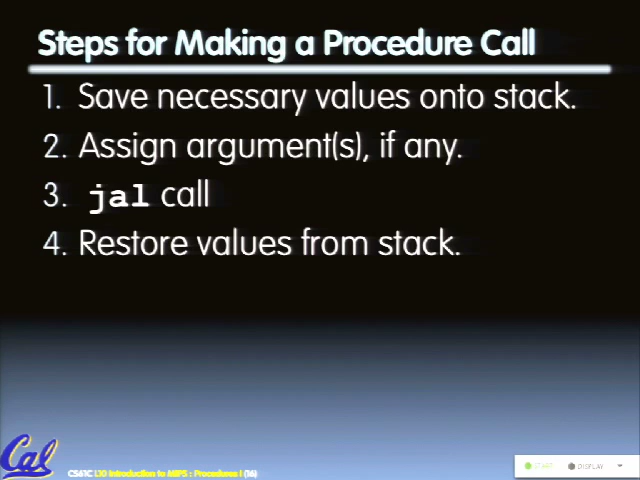 Steps for Making a Procedure Call
1. Save necessary values onto stack.
2. Assign argument(s), if any.
3. jal call
4. Restore values from stack.
Cal
CS61C L10 Introduction to MIPS : Procedures I (16)
START DISPLAY